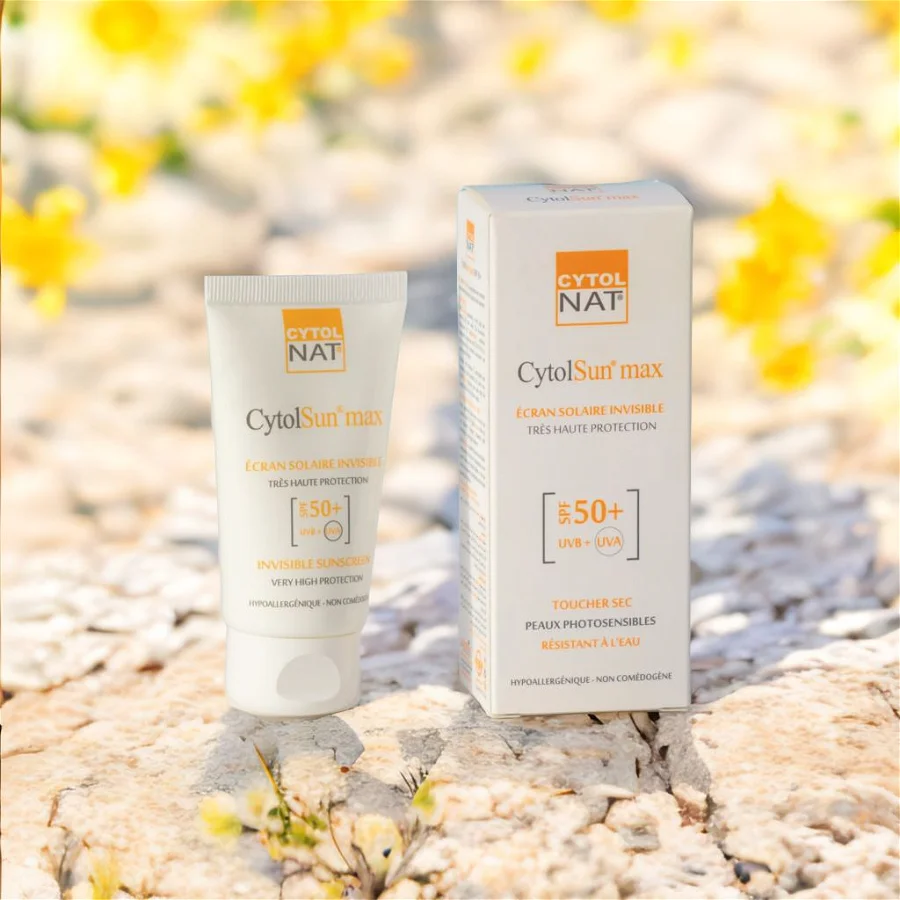 CYTOL
NAT®
CytolSun® max
ÉCRAN SOLAIRE INVISIBLE
TRÈS HAUTE PROTECTION
SPF 50+
UVB + UVA
INVISIBLE SUNSCREEN
VERY HIGH PROTECTION
HYPOALLERGÉNIQUE - NON COMÉDOG
NAT
CytolSun® max
CYTOL
NAT®
CytolSun® max
ÉCRAN SOLAIRE INVISIBLE
TRÈS HAUTE PROTECTION
SPF 50+
UVB + UVA
TOUCHER SEC
PEAUX PHOTOSENSIBLES
RÉSISTANT À L'EAU
HYPOALLERGÉNIQUE - NON COMÉDOGÈNE